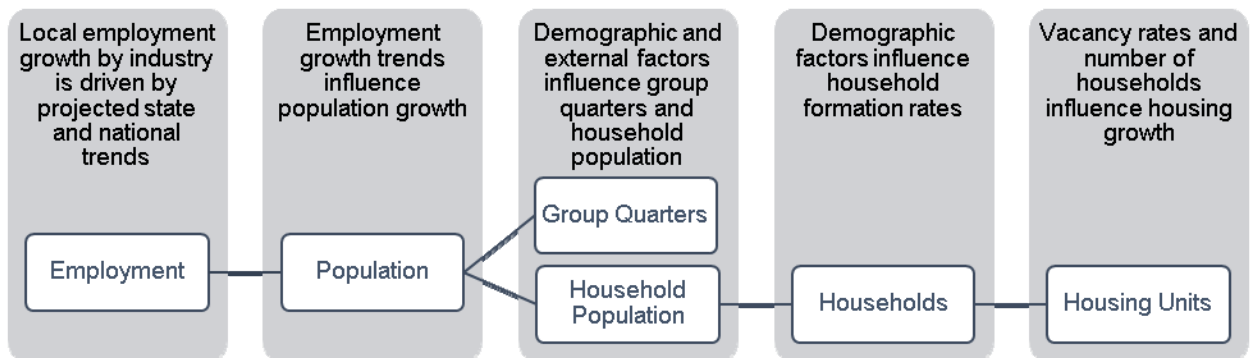 Local employment
growth by industry
is driven by
projected state
and national
trends
Employment
growth trends
influence
population growth
Demographic and
external factors
influence group
quarters and
household
population
Demographic
factors influence
household
formation rates
Vacancy rates and
number of
households
influence housing
growth
Employment
Population
Group Quarters
Household
Population
Households
Housing Units